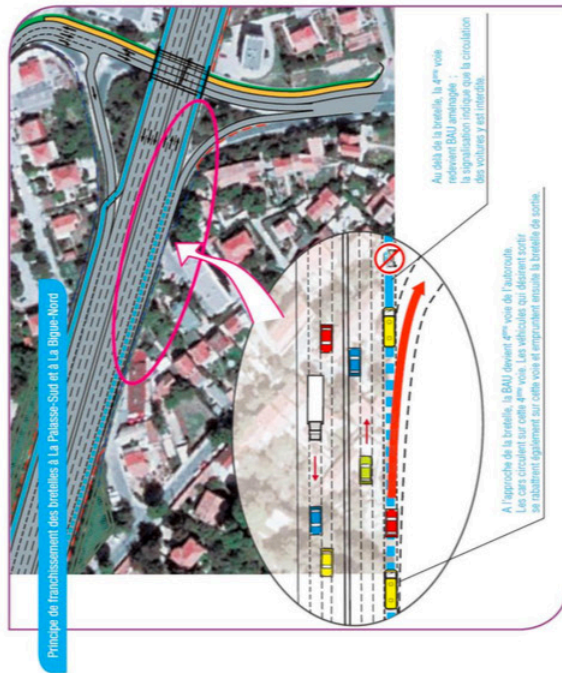 Principe de franchissement des bretelles à La Palasse-Sud et à La Bigue-Nord
A l'approche de la bretelle, la BAU devient 4ème voie de l'autoroute.
Les cars circulent sur cette 4ème voie. Les véhicules qui désirent sortir
se rabattront également sur cette voie et empruntent ensuite la bretelle de sortie.
Au delà de la bretelle, la 4ème voie
redevient BAU aménagée :
la signalisation indique que la circulation
des voitures y est interdite.